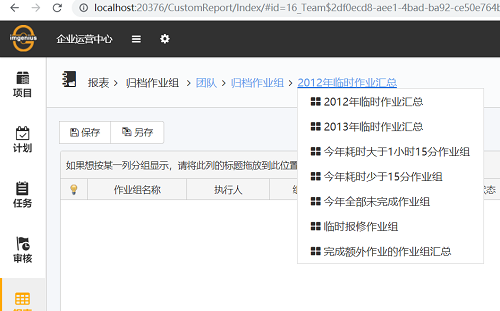 localhost:20376/CustomReport/Index/#id=16_Team$2df0ecd8-aee1-4bad-ba92-ce50e764b
imgenius
企业运营中心
项目
计划
任务
审核
报表 > 归档作业组 > 团队 > 归档作业组 > 2012年临时作业汇总
保存 另存
如果想按某一列分组显示，请将此列的标题拖放到此位置
作业组名称 执行人 状态
2012年临时作业汇总
2013年临时作业汇总
今年耗时大于1小时15分作业组
今年耗时少于15分作业组
今年全部未完成作业组
临时报修作业组
完成额外作业的作业组汇总